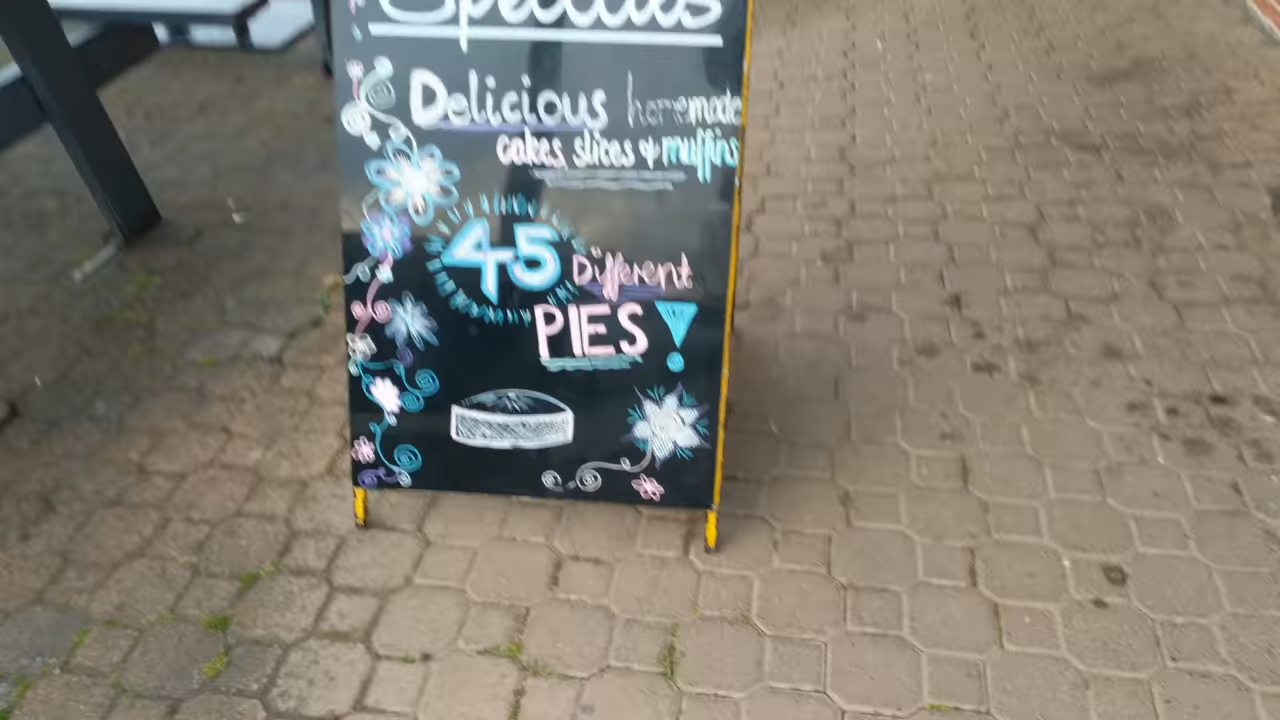 Specials
Delicious homemade
cakes, slices & muffins
45 Different
PIES!